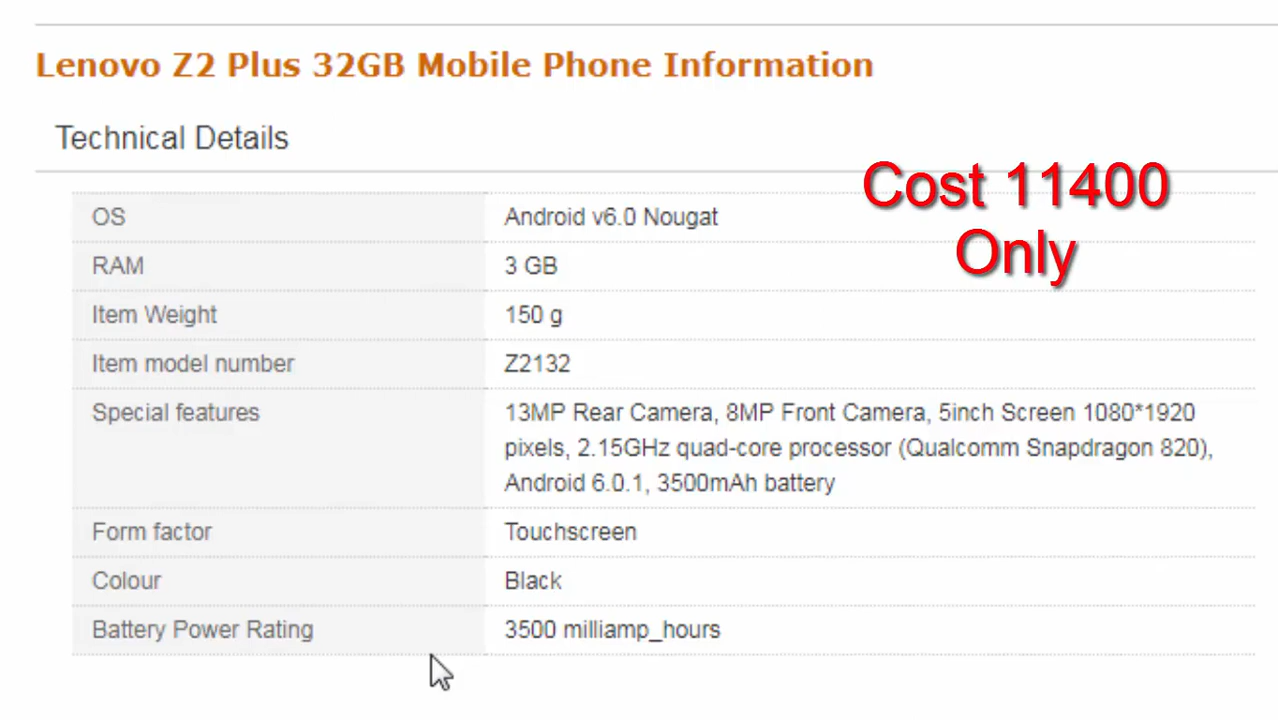 Lenovo Z2 Plus 32GB Mobile Phone Information
Technical Details
Cost 11400
Only
OS Android v6.0 Nougat
RAM 3 GB
Item Weight 150 g
Item model number Z2132
Special features 13MP Rear Camera, 8MP Front Camera, 5inch Screen 1080*1920
pixels, 2.15GHz quad-core processor (Qualcomm Snapdragon 820),
Android 6.0.1, 3500mAh battery
Form factor Touchscreen
Colour Black
Battery Power Rating 3500 milliamp_hours